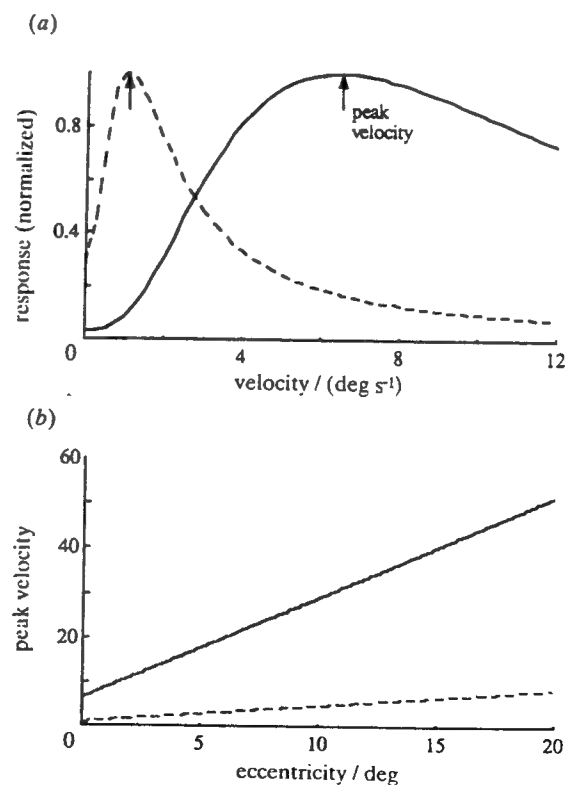 (a)
0.8
0.4
0
4
8
12
response (normalized)
peak
velocity
velocity / (deg s⁻¹)
(b)
60
40
20
0
5
10
15
20
peak velocity
eccentricity / deg